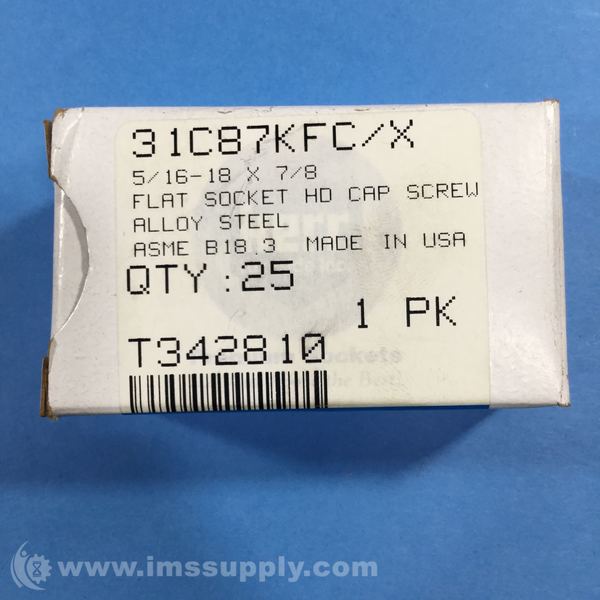 31C87KFC/X
5/16-18 X 7/8
FLAT SOCKET HD CAP SCREW
ALLOY STEEL
ASME B18.3 MADE IN USA
QTY :25
1 PK
T342810
www.imssupply.com